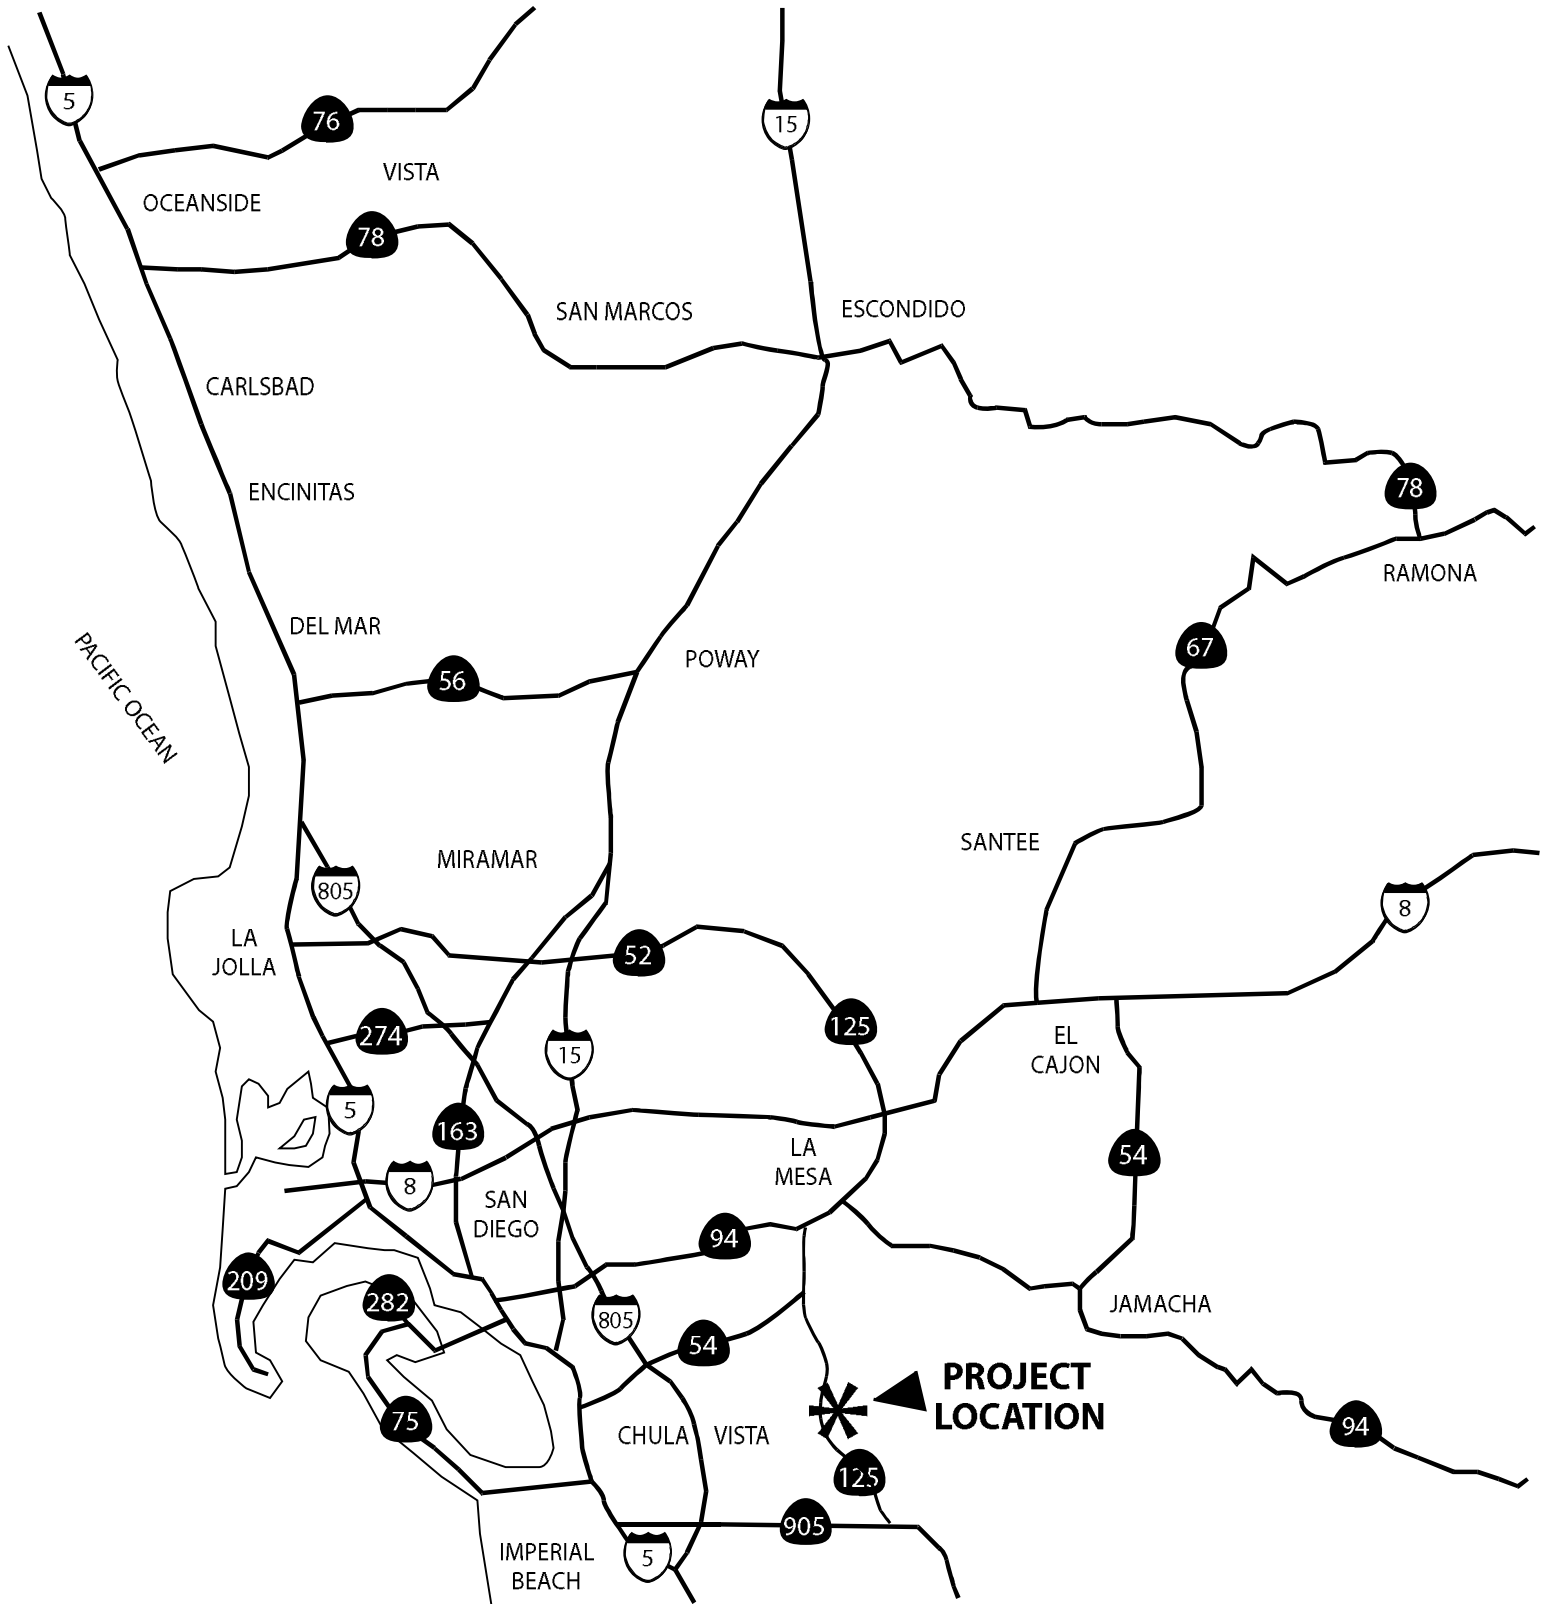 5
76
15
VISTA
OCEANSIDE
78
SAN MARCOS
ESCONDIDO
CARLSBAD
ENCINITAS
78
RAMONA
DEL MAR
PACIFIC OCEAN
56
POWAY
67
SANTEE
MIRAMAR
805
8
LA
JOLLA
52
125
274
15
EL
CAJON
5
163
LA
MESA
54
8
SAN
DIEGO
94
209
282
805
JAMACHA
54
PROJECT
LOCATION
75
CHULA VISTA
94
125
905
IMPERIAL
BEACH
5